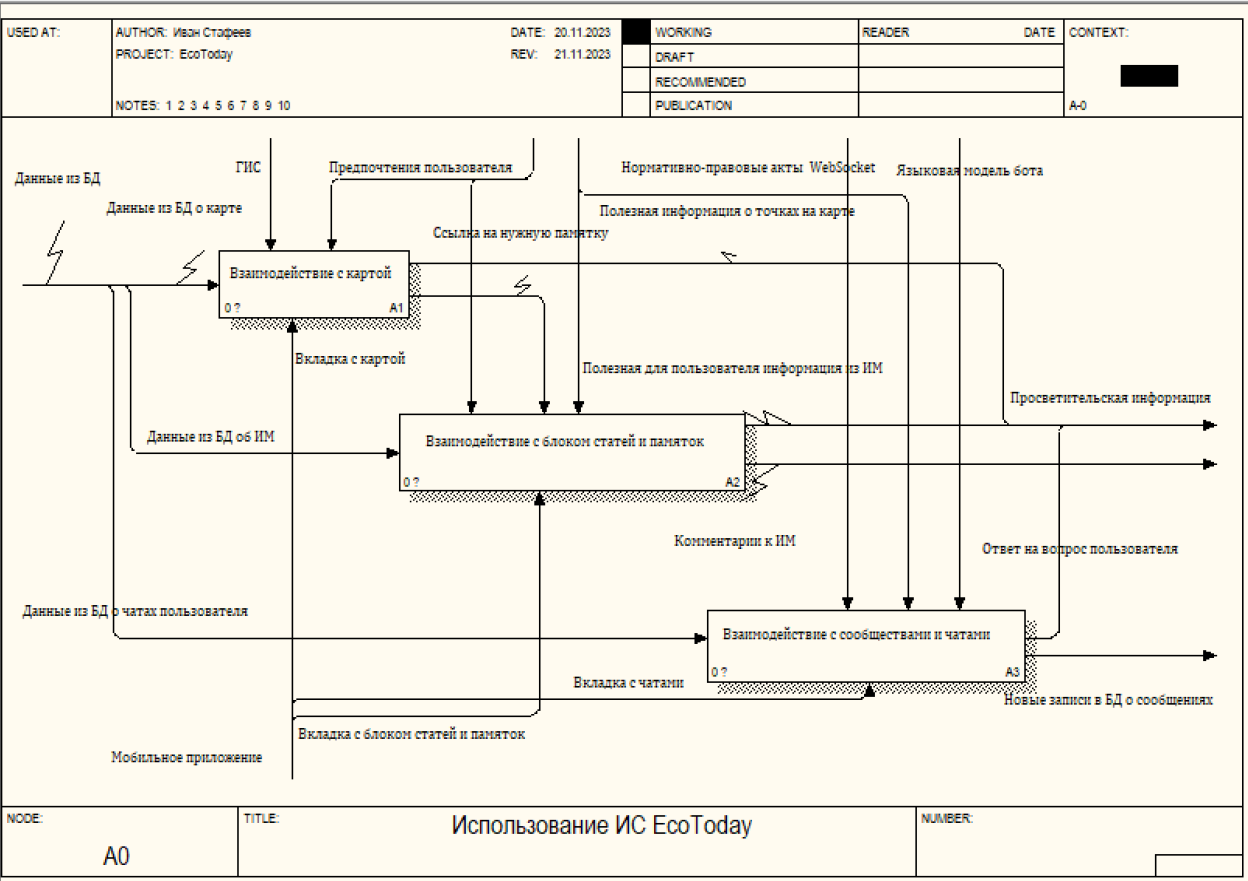 USED AT:
AUTHOR: Иван Стафеев
DATE: 20.11.2023
PROJECT: EcoToday
REV: 21.11.2023
NOTES: 1 2 3 4 5 6 7 8 9 10
WORKING
DRAFT
RECOMMENDED
PUBLICATION
READER
DATE
CONTEXT:
A-0
Данные из БД
ГИС
Предпочтения пользователя
Нормативно-правовые акты
WebSocket
Языковая модель бота
Данные из БД о карте
Полезная информация о точках на карте
Ссылка на нужную памятку
Взаимодействие с картой
0 ?
A1
Вкладка с картой
Полезная для пользователя информация из ИМ
Просветительская информация
Данные из БД об ИМ
Взаимодействие с блоком статей и памяток
0 ?
A2
Комментарии к ИМ
Ответ на вопрос пользователя
Данные из БД о чатах пользователя
Взаимодействие с сообществами и чатами
0 ?
A3
Вкладка с чатами
Новые записи в БД о сообщениях
Вкладка с блоком статей и памяток
Мобильное приложение
NODE:
A0
TITLE:
Использование ИС EcoToday
NUMBER: